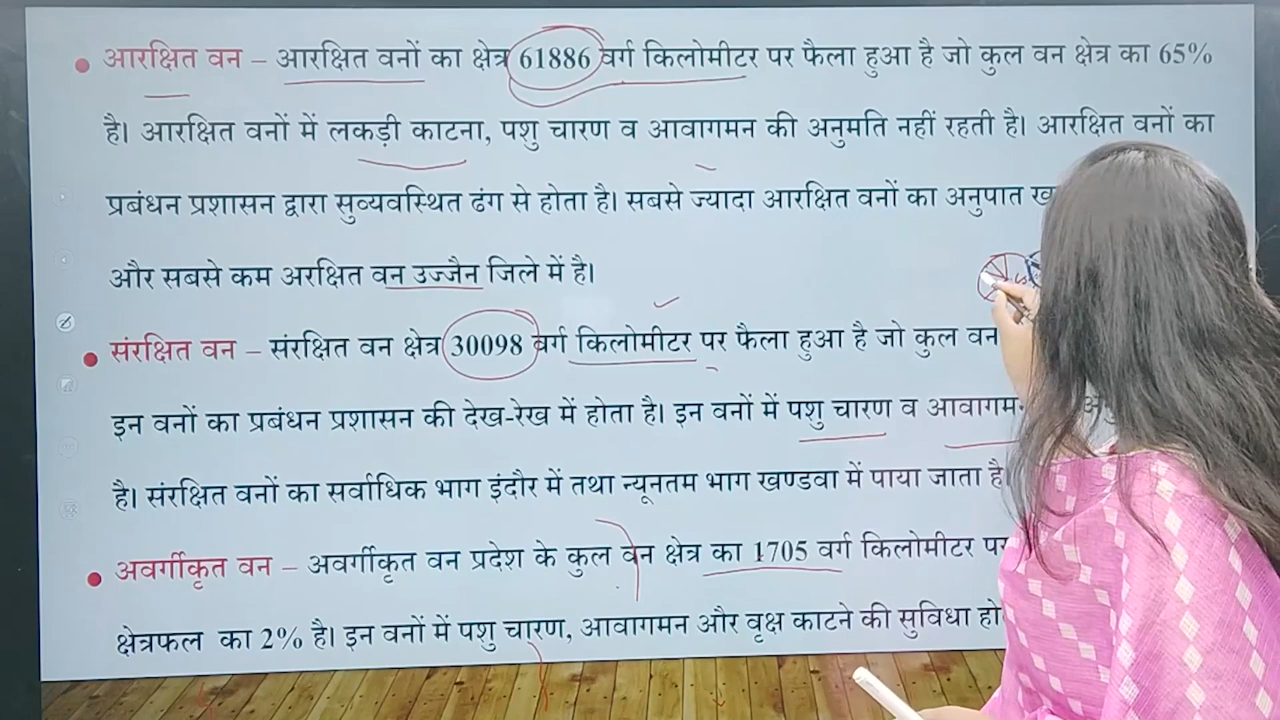 आरक्षित वन – आरक्षित वनों का क्षेत्र 61886 वर्ग किलोमीटर पर फैला हुआ है जो कुल वन क्षेत्र का 65%
है। आरक्षित वनों में लकड़ी काटना, पशु चारण व आवागमन की अनुमति नहीं रहती है। आरक्षित वनों का
प्रबंधन प्रशासन द्वारा सुव्यवस्थित ढंग से होता है। सबसे ज्यादा आरक्षित वनों का अनुपात
और सबसे कम अरक्षित वन उज्जैन जिले में है।
संरक्षित वन – संरक्षित वन क्षेत्र 30098 वर्ग किलोमीटर पर फैला हुआ है जो कुल वन
इन वनों का प्रबंधन प्रशासन की देख-रेख में होता है। इन वनों में पशु चारण व
है। संरक्षित वनों का सर्वाधिक भाग इंदौर में तथा न्यूनतम भाग खण्डवा में पाया जाता है।
अवर्गीकृत वन – अवर्गीकृत वन प्रदेश के कुल वन क्षेत्र का 1705 वर्ग किलोमीटर पर
क्षेत्रफल का 2% है। इन वनों में पशु चारण, आवागमन और वृक्ष काटने की सुविधा